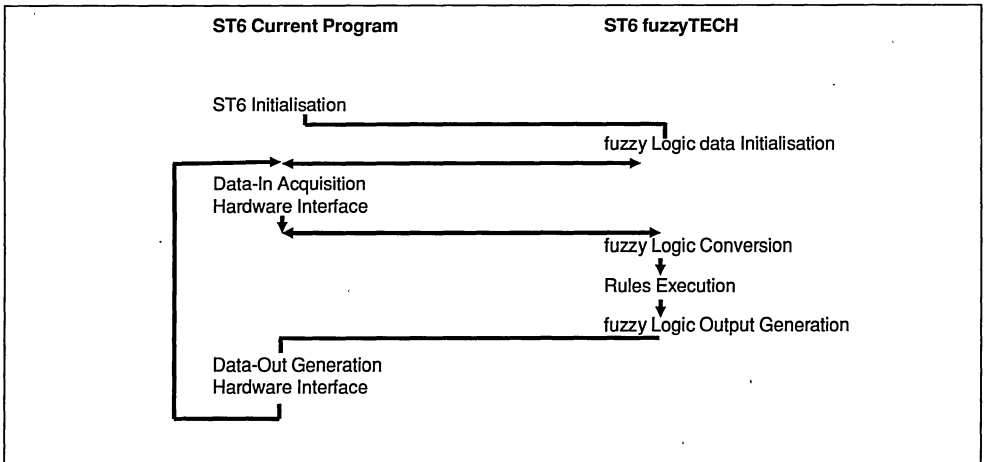 ST6 Current Program
ST6 fuzzyTECH
ST6 Initialisation
fuzzy Logic data Initialisation
Data-In Acquisition
Hardware Interface
fuzzy Logic Conversion
Rules Execution
fuzzy Logic Output Generation
Data-Out Generation
Hardware Interface